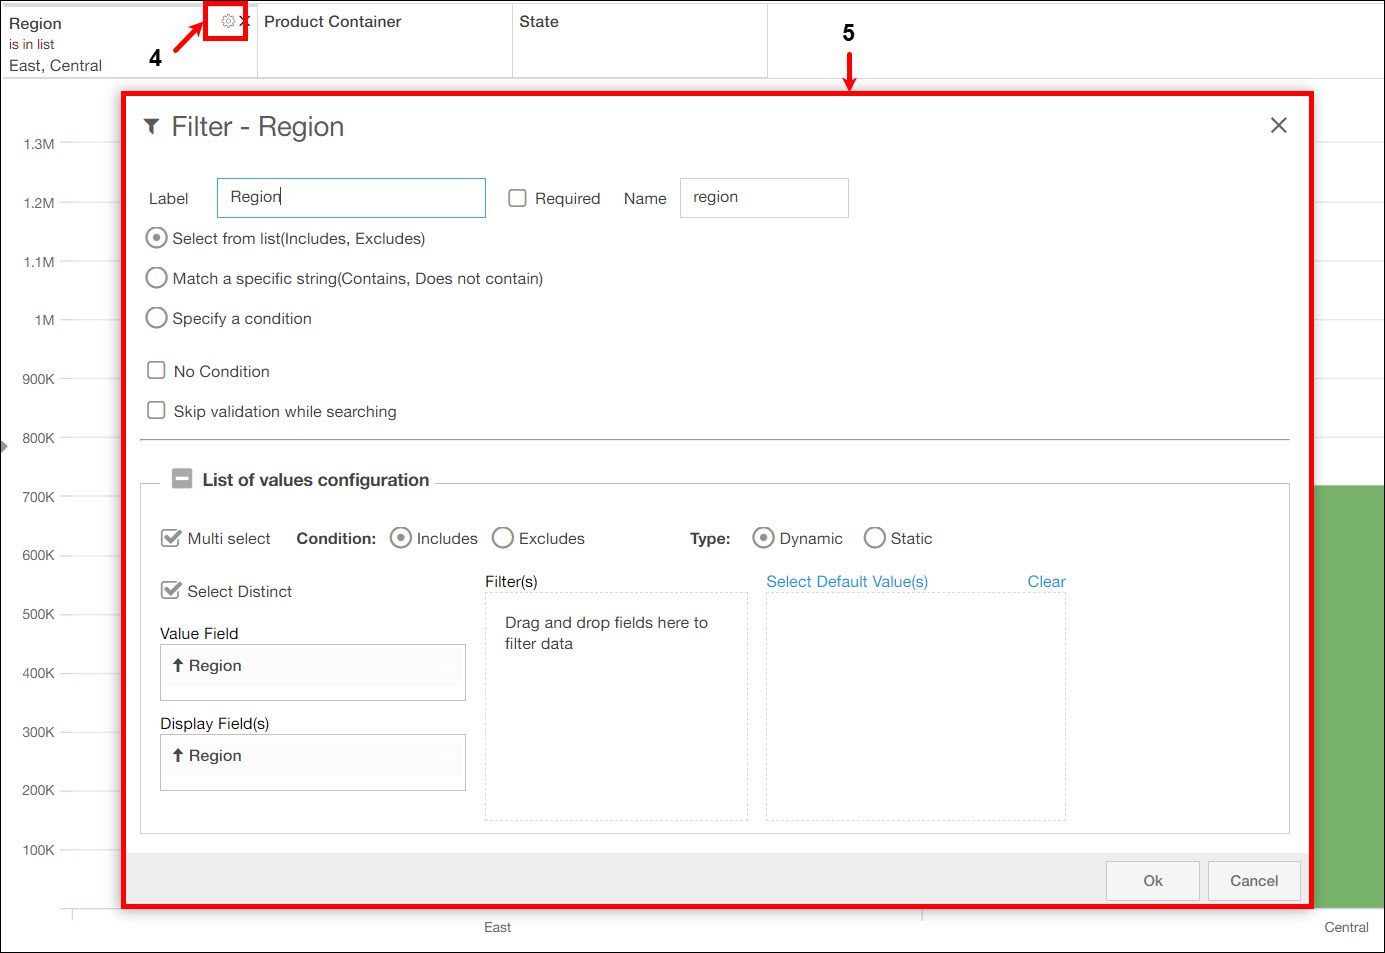 Region
is in list
East, Central
4
Product Container
State
5
Filter - Region
Label
Region
Required
Name
region
Select from list(Includes, Excludes)
Match a specific string(Contains, Does not contain)
Specify a condition
No Condition
Skip validation while searching
List of values configuration
Multi select
Condition:
Includes
Excludes
Type:
Dynamic
Static
Select Distinct
Filter(s)
Select Default Value(s)
Clear
Drag and drop fields here to
filter data
Value Field
Region
Display Field(s)
Region
Ok
Cancel
1.3M
1.2M
1.1M
1M
900K
800K
700K
600K
500K
400K
300K
200K
100K
East
Central